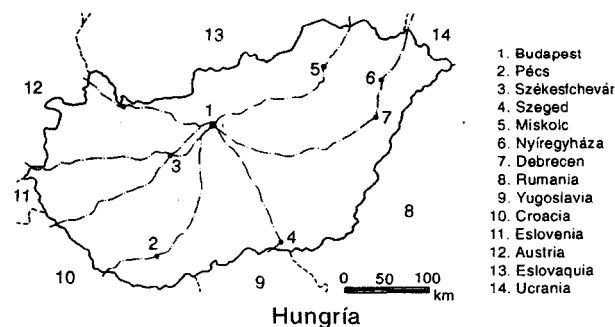 13
14
12
5
6
1
7
3
11
8
2
4
10
9
0 50 100
km
Hungría
1. Budapest
2. Pécs
3. Székesfchevár
4. Szeged
5. Miskolc
6. Nyíregyháza
7. Debrecen
8. Rumania
9. Yugoslavia
10. Croacia
11. Eslovenia
12. Austria
13. Eslovaquia
14. Ucrania